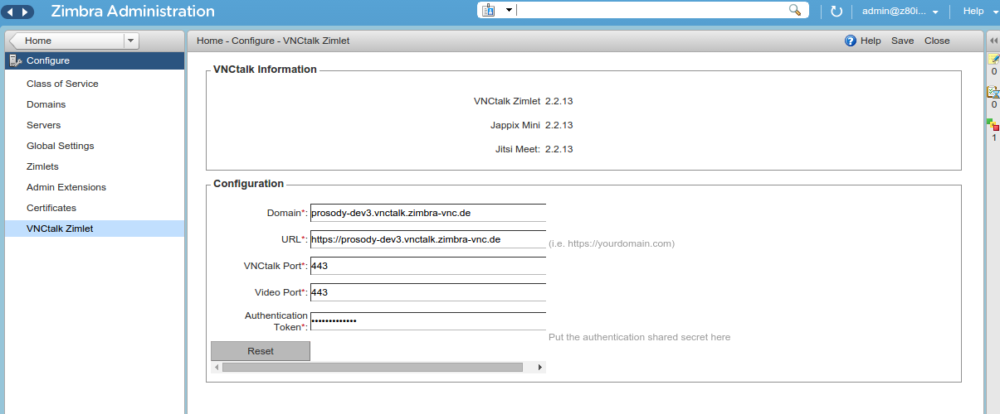 Zimbra Administration
admin@z80i...
Help
Home
Home - Configure - VNCtalk Zimlet
Help Save Close
Configure
Class of Service
Domains
Servers
Global Settings
Zimlets
Admin Extensions
Certificates
VNCtalk Zimlet
VNCtalk Information
VNCtalk Zimlet 2.2.13
Jappix Mini 2.2.13
Jitsi Meet: 2.2.13
Configuration
Domain*: prosody-dev3.vnctalk.zimbra-vnc.de
URL*: https://prosody-dev3.vnctalk.zimbra-vnc.de (i.e. https://yourdomain.com)
VNCtalk Port*: 443
Video Port*: 443
Authentication
Token*: •••••••••••••
Put the authentication shared secret here
Reset
0
0
1